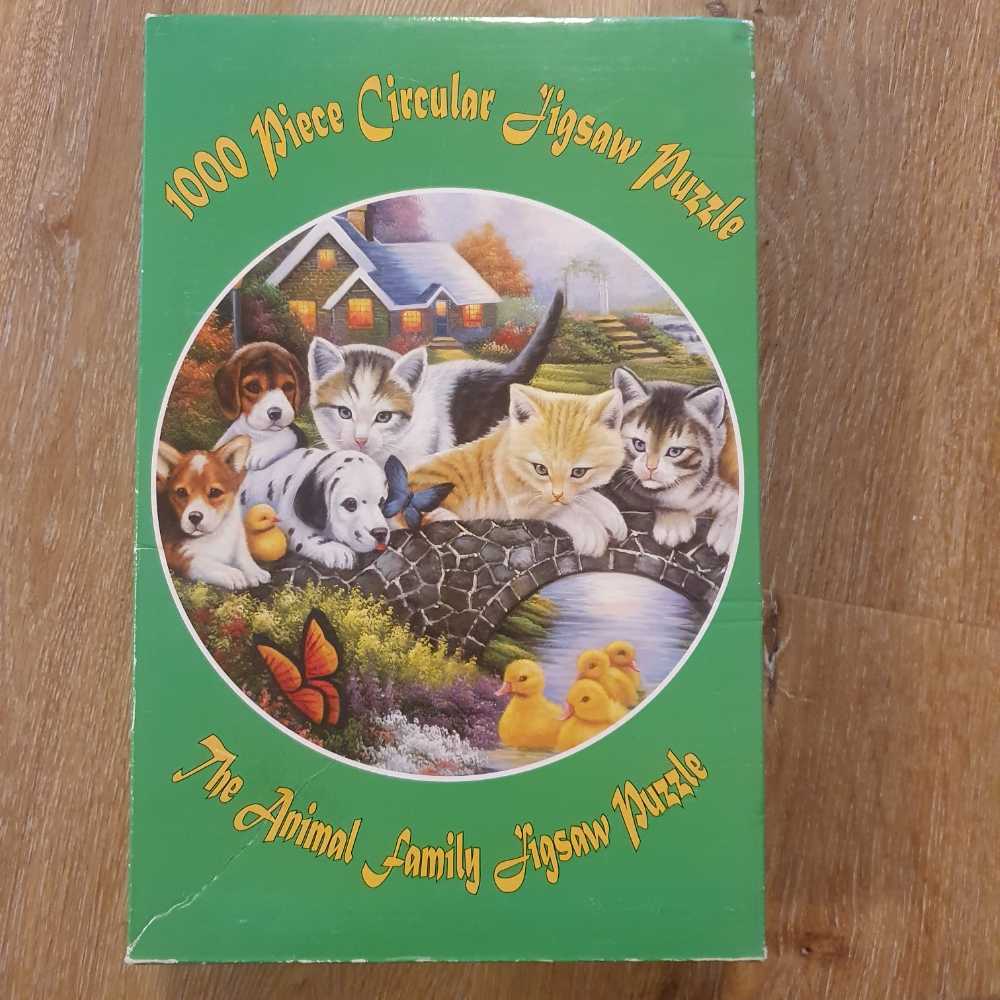 1000 Piece Circular Jigsaw Puzzle
The Animal Family Jigsaw Puzzle